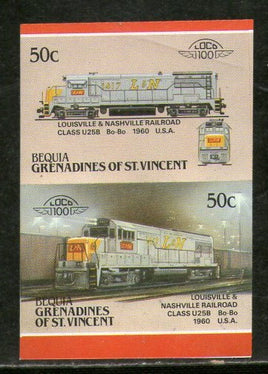 50c
LOCO
100
1617 L&N
L&N
LOUISVILLE & NASHVILLE RAILROAD
CLASS U25B Bo-Bo 1960 U.S.A.
BEQUIA
GRENADINES OF ST. VINCENT
LOCO
100
50c
L&N
L&N
BEQUIA
GRENADINES
OF ST. VINCENT
LOUISVILLE &
NASHVILLE RAILROAD
CLASS U25B Bo-Bo
1960 U.S.A.